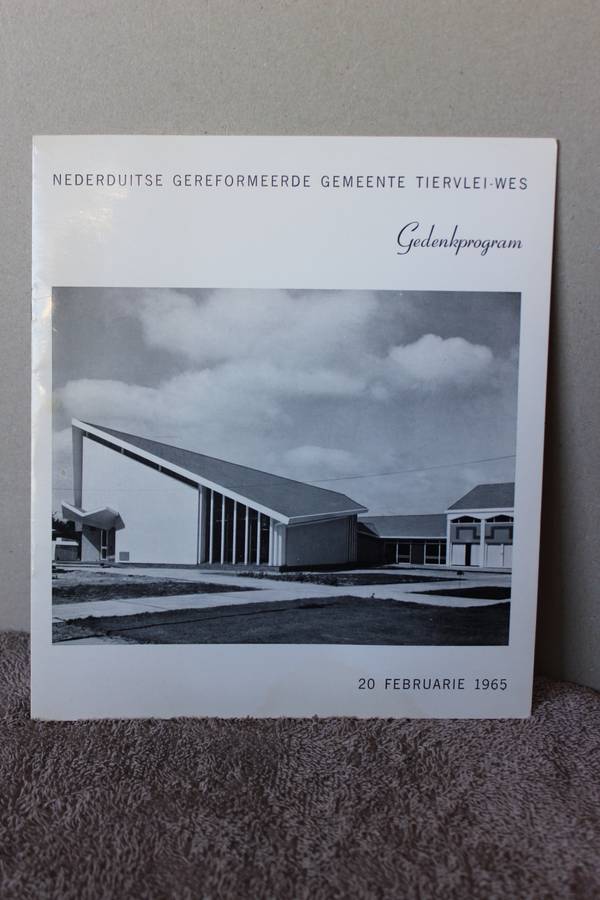 NEDERDUITSE GEREFORMEERDE GEMEENTE TIERVLEI-WES
Gedenkprogram
20 FEBRUARIE 1965